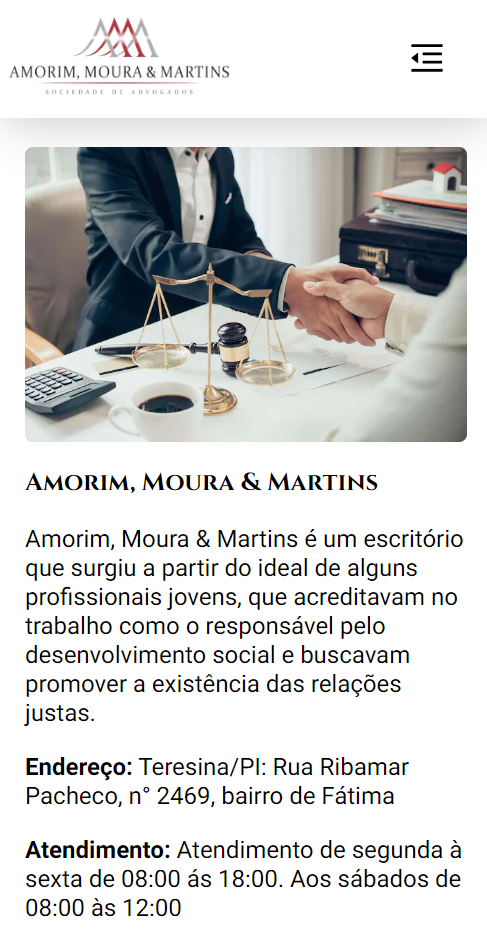 AMORIM, MOURA & MARTINS
SOCIEDADE DE ADVOGADOS
Amorim, Moura & Martins
Amorim, Moura & Martins é um escritório
que surgiu a partir do ideal de alguns
profissionais jovens, que acreditavam no
trabalho como o responsável pelo
desenvolvimento social e buscavam
promover a existência das relações
justas.
Endereço: Teresina/PI: Rua Ribamar
Pacheco, n° 2469, bairro de Fátima
Atendimento: Atendimento de segunda à
sexta de 08:00 ás 18:00. Aos sábados de
08:00 às 12:00